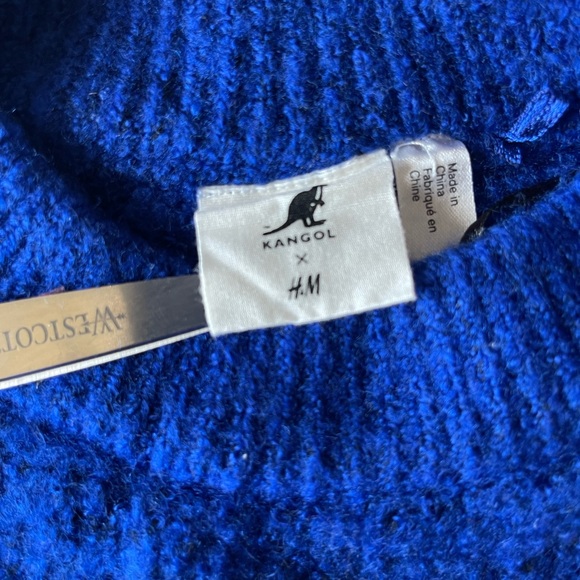 KANGOL
×
H&M
Made in
China
Fabriqué en
Chine
WESTCOTT